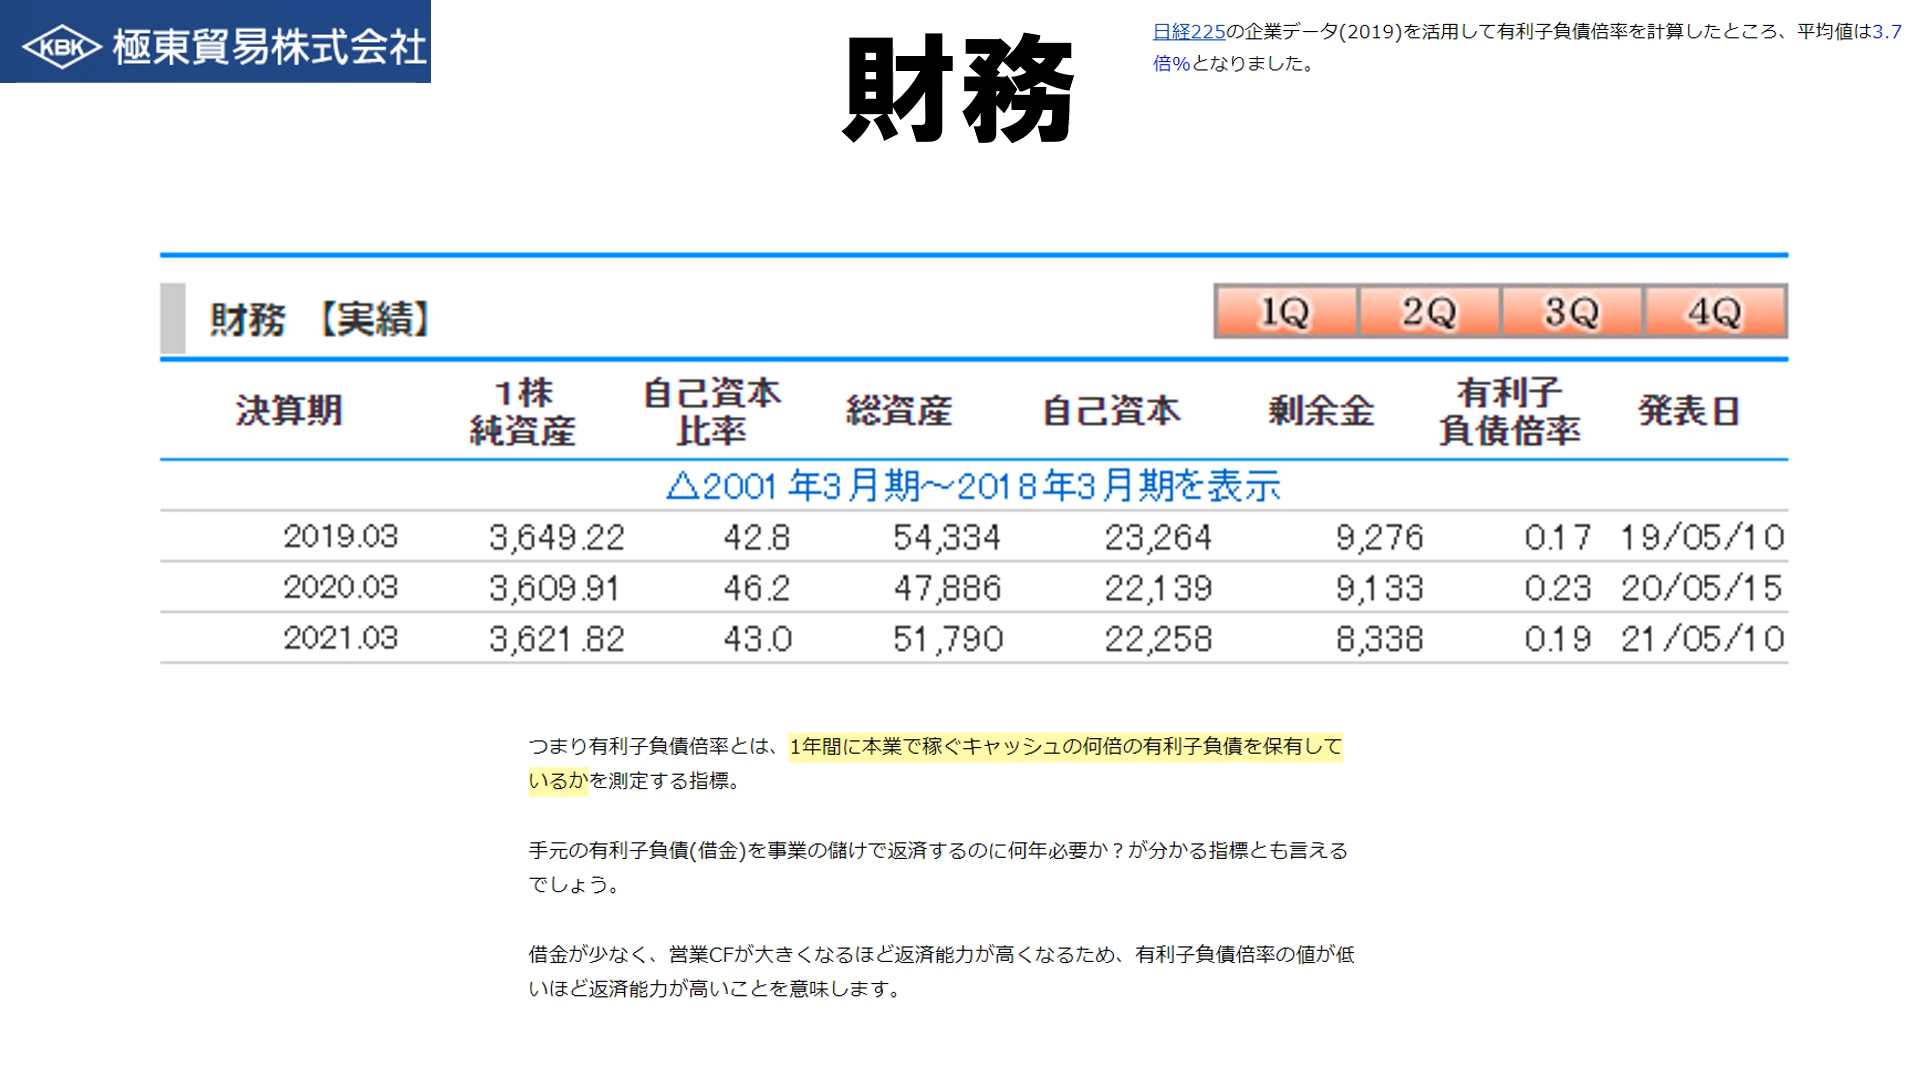 KBK 極東貿易株式会社
財務
日経225の企業データ(2019)を活用して有利子負債倍率を計算したところ、平均値は3.7
倍%となりました。
財務 【実績】 1Q 2Q 3Q 4Q
決算期 1株純資産 自己資本比率 総資産 自己資本 剰余金 有利子負債倍率 発表日
△2001年3月期～2018年3月期を表示
2019.03 3,649.22 42.8 54,334 23,264 9,276 0.17 19/05/10
2020.03 3,609.91 46.2 47,886 22,139 9,133 0.23 20/05/15
2021.03 3,621.82 43.0 51,790 22,258 8,338 0.19 21/05/10
つまり有利子負債倍率とは、1年間に本業で稼ぐキャッシュの何倍の有利子負債を保有して
いるかを測定する指標。
手元の有利子負債(借金)を事業の儲けで返済するのに何年必要か？が分かる指標とも言える
でしょう。
借金が少なく、営業CFが大きくなるほど返済能力が高くなるため、有利子負債倍率の値が低
いほど返済能力が高いことを意味します。